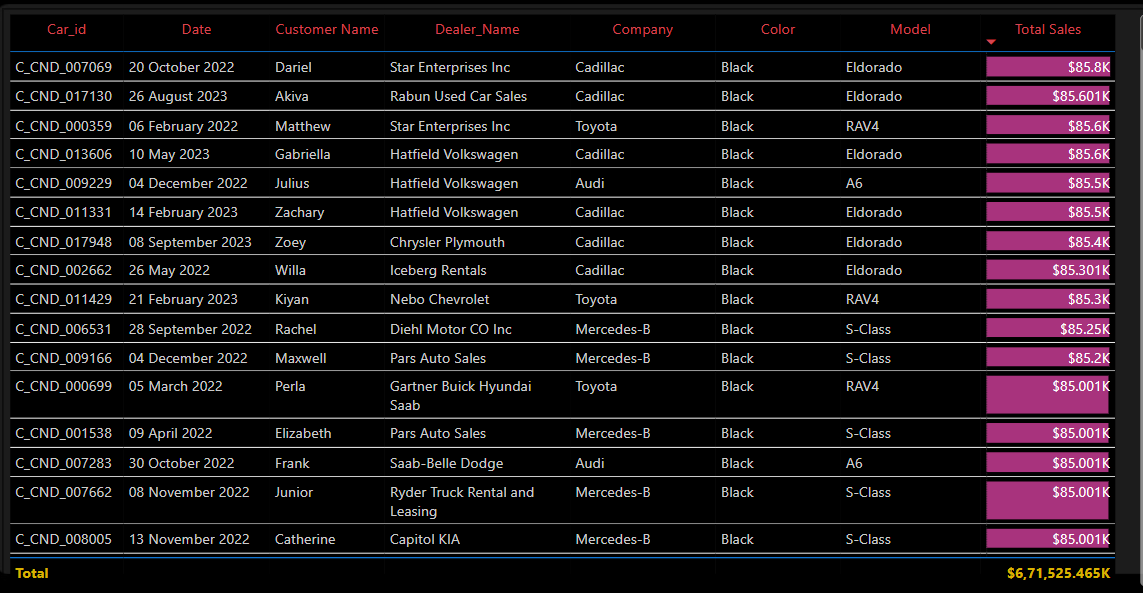 Car_id Date Customer Name Dealer_Name Company Color Model Total Sales
C_CND_007069 20 October 2022 Dariel Star Enterprises Inc Cadillac Black Eldorado $85.8K
C_CND_017130 26 August 2023 Akiva Rabun Used Car Sales Cadillac Black Eldorado $85.601K
C_CND_000359 06 February 2022 Matthew Star Enterprises Inc Toyota Black RAV4 $85.6K
C_CND_013606 10 May 2023 Gabriella Hatfield Volkswagen Cadillac Black Eldorado $85.6K
C_CND_009229 04 December 2022 Julius Hatfield Volkswagen Audi Black A6 $85.5K
C_CND_011331 14 February 2023 Zachary Hatfield Volkswagen Cadillac Black Eldorado $85.5K
C_CND_017948 08 September 2023 Zoey Chrysler Plymouth Cadillac Black Eldorado $85.4K
C_CND_002662 26 May 2022 Willa Iceberg Rentals Cadillac Black Eldorado $85.301K
C_CND_011429 21 February 2023 Kiyan Nebo Chevrolet Toyota Black RAV4 $85.3K
C_CND_006531 28 September 2022 Rachel Diehl Motor CO Inc Mercedes-B Black S-Class $85.25K
C_CND_009166 04 December 2022 Maxwell Pars Auto Sales Mercedes-B Black S-Class $85.2K
C_CND_000699 05 March 2022 Perla Gartner Buick Hyundai Toyota Black RAV4 $85.001K
Saab
C_CND_001538 09 April 2022 Elizabeth Pars Auto Sales Mercedes-B Black S-Class $85.001K
C_CND_007283 30 October 2022 Frank Saab-Belle Dodge Audi Black A6 $85.001K
C_CND_007662 08 November 2022 Junior Ryder Truck Rental and Mercedes-B Black S-Class $85.001K
Leasing
C_CND_008005 13 November 2022 Catherine Capitol KIA Mercedes-B Black S-Class $85.001K
Total $6,71,525.465K